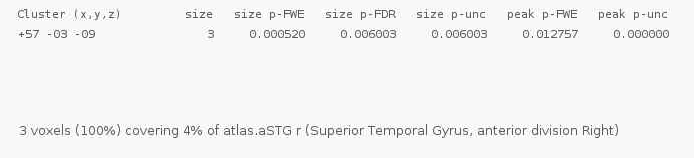 Cluster (x,y,z) size size p-FWE size p-FDR size p-unc peak p-FWE peak p-unc
+57 -03 -09 3 0.000520 0.006003 0.006003 0.012757 0.000000
3 voxels (100%) covering 4% of atlas.aSTG r (Superior Temporal Gyrus, anterior division Right)